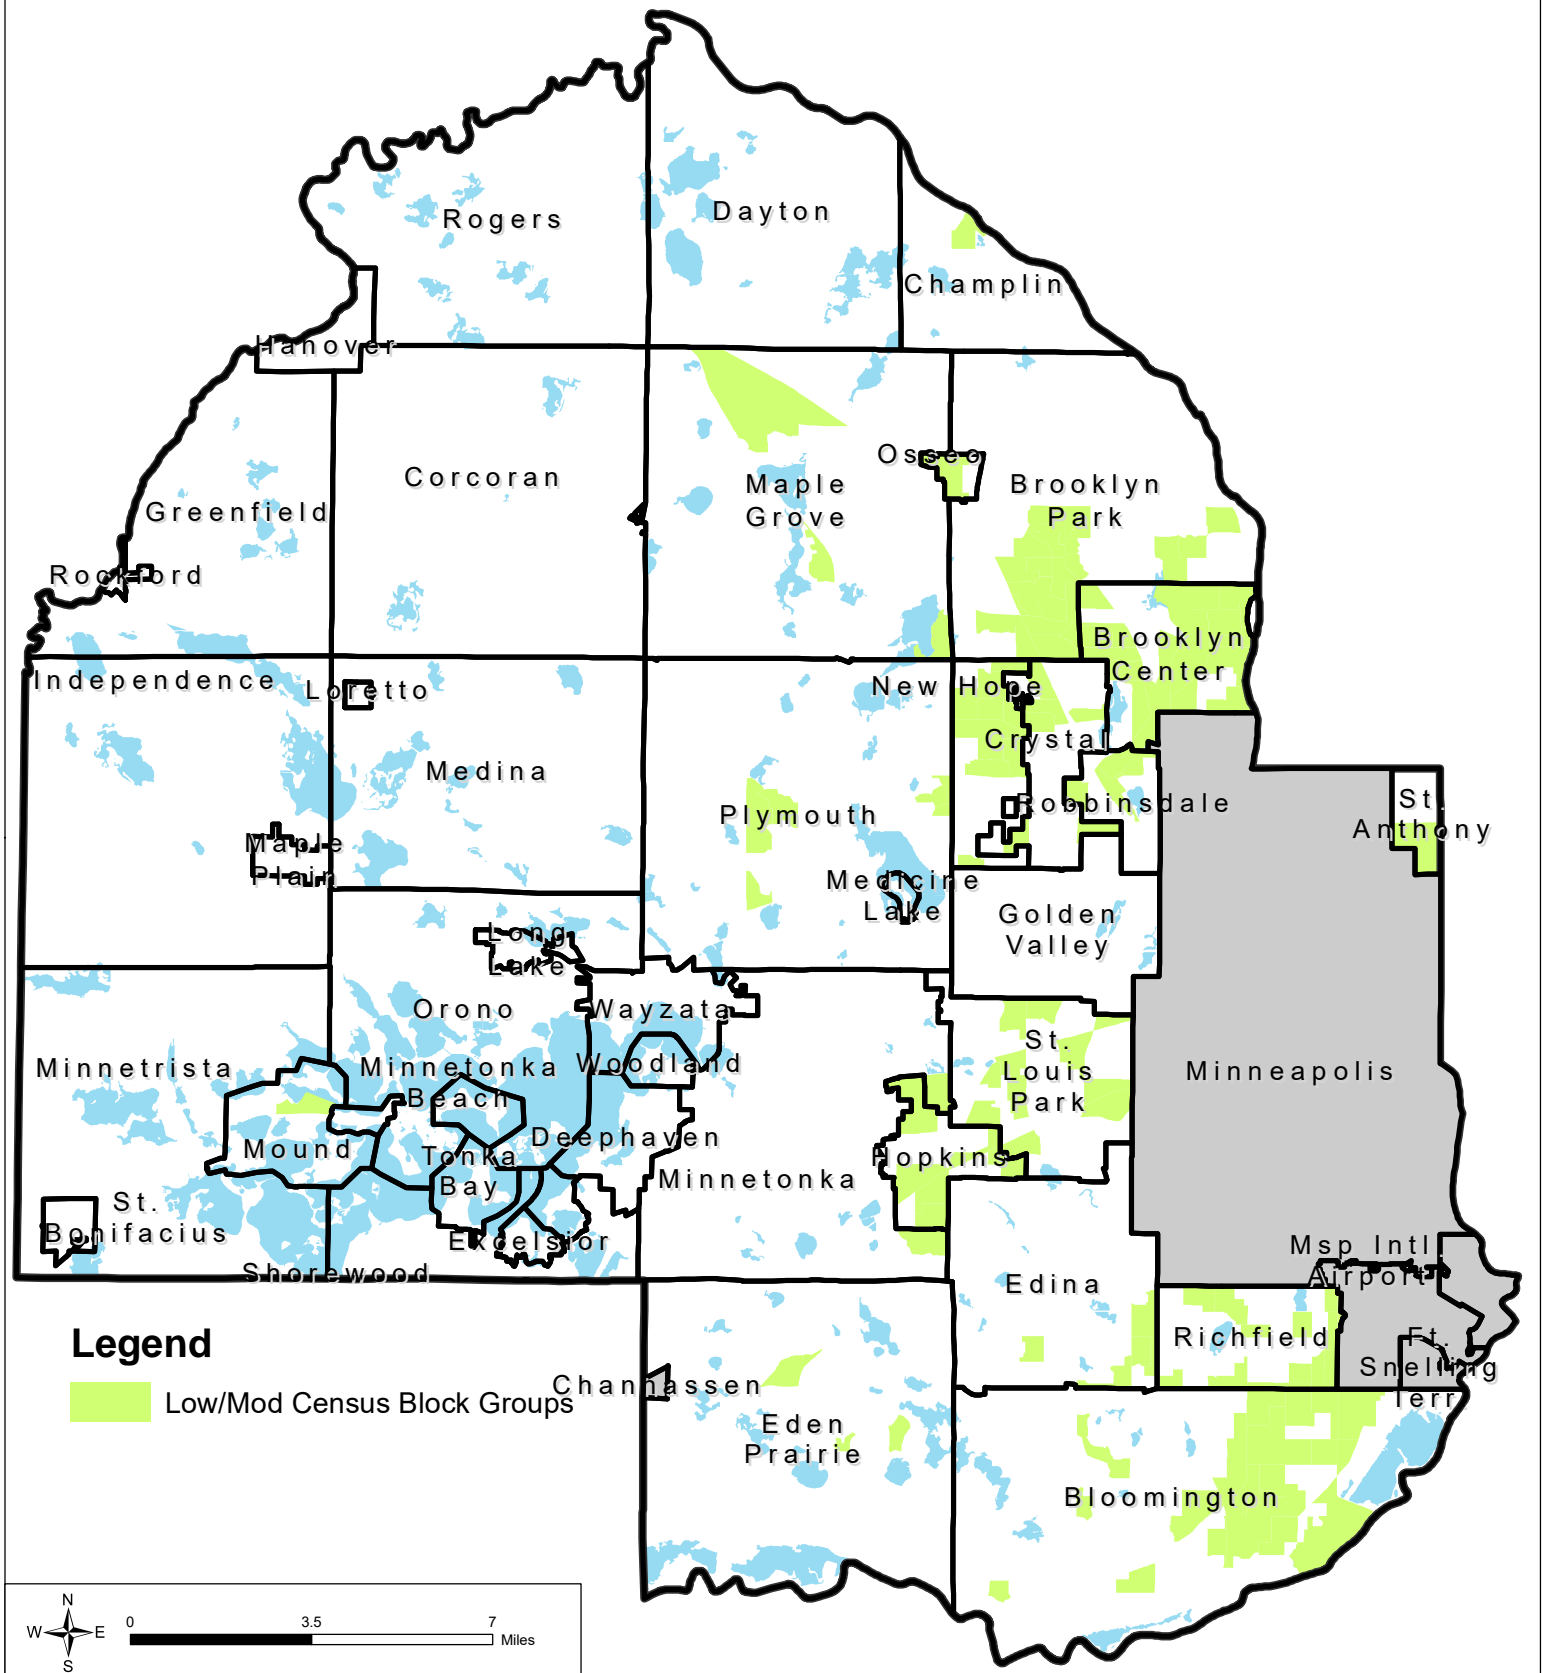 Rogers
Dayton
Champlin
Hanover
Corcoran
Osseo
Maple
Grove
Brooklyn
Park
Greenfield
Rockford
Brooklyn
Center
Independence
Loretto
New Hope
Crystal
Medina
Plymouth
Robbinsdale
St.
Anthony
Maple
Plain
Medicine
Lake
Golden
Valley
Long
Lake
Orono
Wayzata
St.
Louis
Park
Minnetrista
Minnetonka
Beach
Woodland
Minneapolis
Mound
Tonka
Bay
Deephaven
Hopkins
Minnetonka
St.
Bonifacius
Excelsior
Shorewood
Msp Intl
Airport
Edina
Richfield
Ft.
Snelling
Terr
Legend
Low/Mod Census Block Groups
Chanhassen
Eden
Prairie
Bloomington
N
W E
S
0 3.5 7
Miles